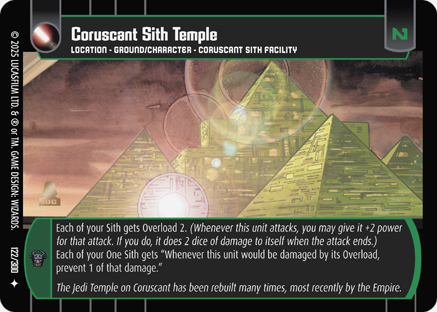 Coruscant Sith Temple
LOCATION - GROUND/CHARACTER - CORUSCANT SITH FACILITY
N
© 2025 LUCASFILM LTD. & ® or TM. GAME DESIGN: WIZARDS.
122/300
Each of your Sith gets Overload 2. (Whenever this unit attacks, you may give it +2 power
for that attack. If you do, it does 2 dice of damage to itself when the attack ends.)
Each of your One Sith gets "Whenever this unit would be damaged by its Overload,
prevent 1 of that damage."
The Jedi Temple on Coruscant has been rebuilt many times, most recently by the Empire.